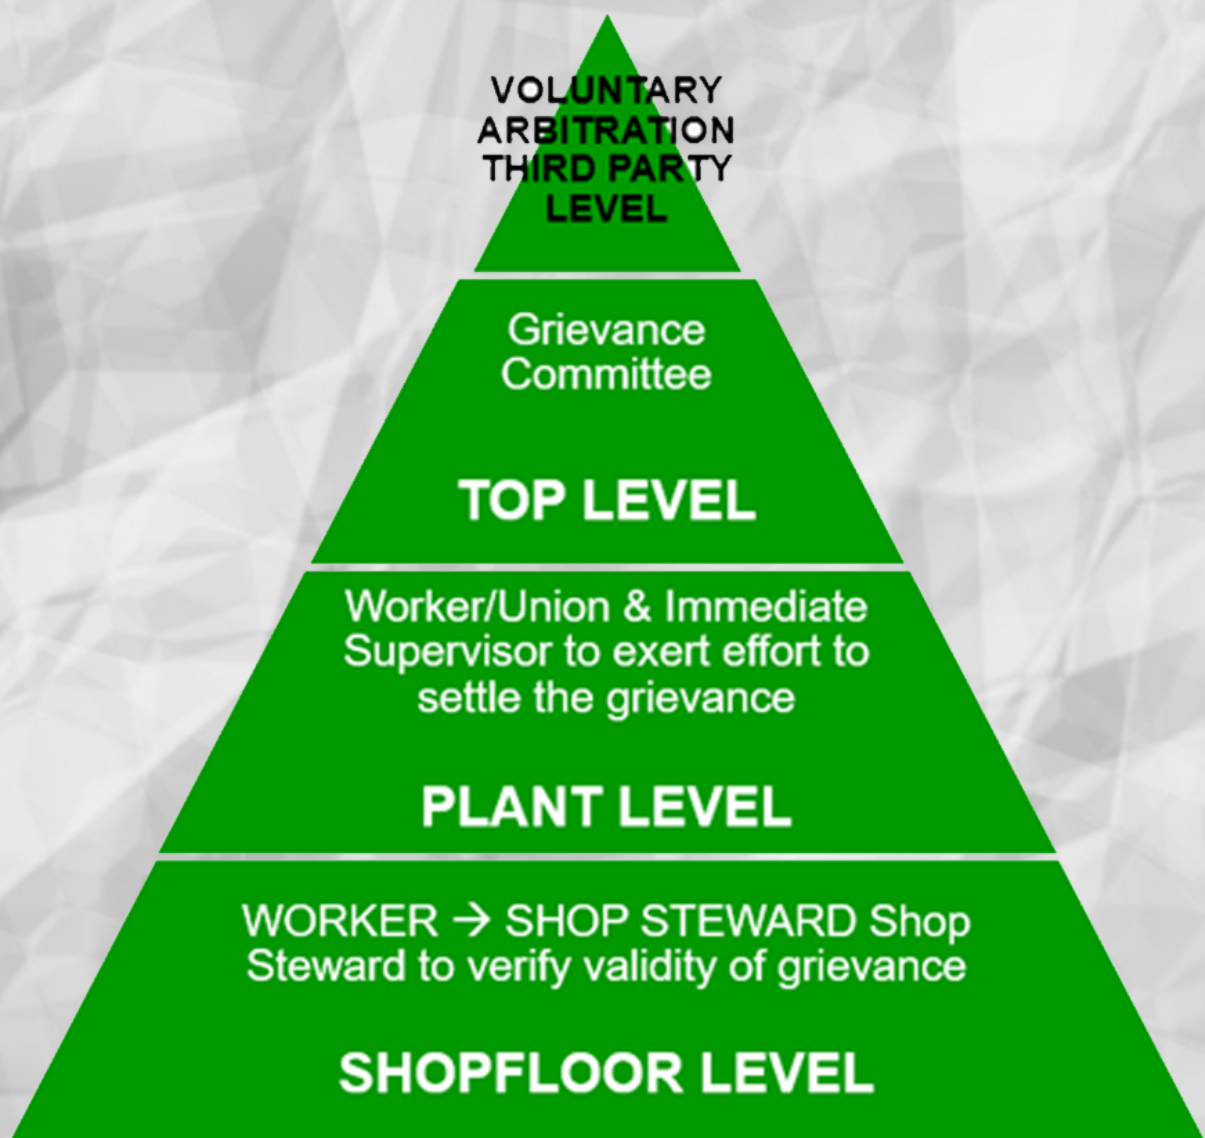 VOLUNTARY
ARBITRATION
THIRD PARTY
LEVEL
Grievance
Committee
TOP LEVEL
Worker/Union & Immediate
Supervisor to exert effort to
settle the grievance
PLANT LEVEL
WORKER → SHOP STEWARD Shop
Steward to verify validity of grievance
SHOPFLOOR LEVEL